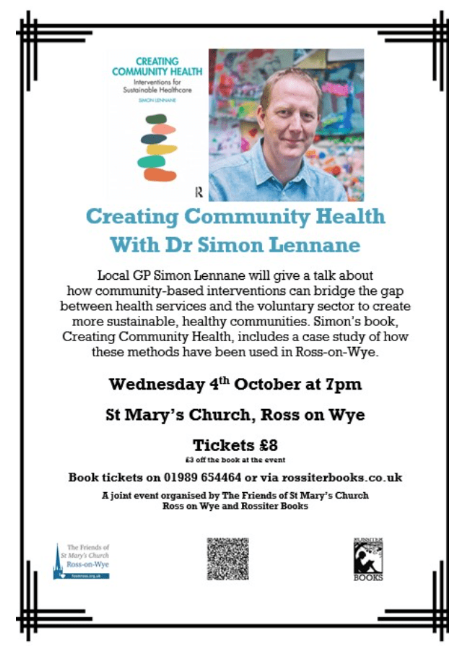 CREATING
COMMUNITY HEALTH
Interventions for
Sustainable Healthcare
SIMON LENNANE
R
Creating Community Health
With Dr Simon Lennane
Local GP Simon Lennane will give a talk about
how community-based interventions can bridge the gap
between health services and the voluntary sector to create
more sustainable, healthy communities. Simon's book,
Creating Community Health, includes a case study of how
these methods have been used in Ross-on-Wye.
Wednesday 4th October at 7pm
St Mary's Church, Ross on Wye
Tickets £8
£3 off the book at the event
Book tickets on 01989 654464 or via rossiterbooks.co.uk
A joint event organised by The Friends of St Mary's Church
Ross on Wye and Rossiter Books
The Friends of
St Mary's Church
Ross-on-Wye
ROSSITER
BOOKS